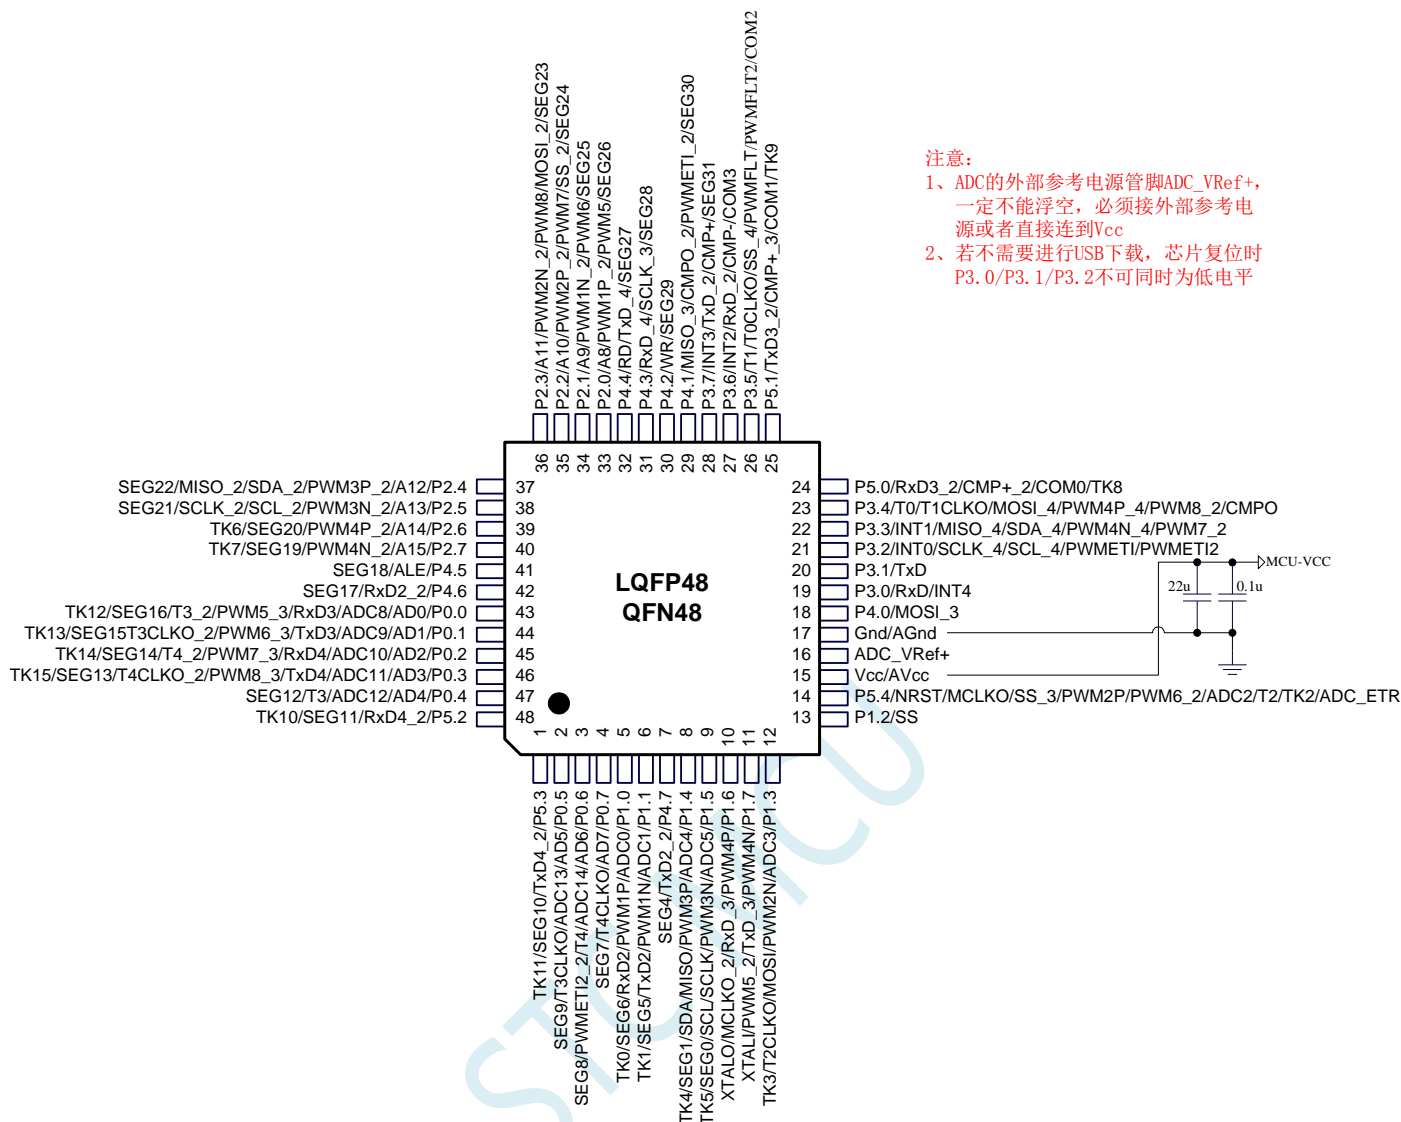 P2.3/A11/PWM2N_2/PWM8/MOSI_2/SEG23
P2.2/A10/PWM2P_2/PWM7/SS_2/SEG24
P2.1/A9/PWM1N_2/PWM6/SEG25
P2.0/A8/PWM1P_2/PWM5/SEG26
P4.4/RD/TxD_4/SEG27
P4.3/RxD_4/SCLK_3/SEG28
P4.2/WR/SEG29
P4.1/MISO_3/CMPO_2/PWMETI_2/SEG30
P3.7/INT3/TxD_2/CMP+/SEG31
P3.6/INT2/RxD_2/CMP-/COM3
P3.5/T1/T0CLKO/SS_4/PWMFLT/PWMFLT2/COM2
P5.1/TxD3_2/CMP+_3/COM1/TK9
注意：
1、ADC的外部参考电源管脚ADC_VRef+，
一定不能浮空，必须接外部参考电
源或者直接连到Vcc
2、若不需要进行USB下载，芯片复位时
P3.0/P3.1/P3.2不可同时为低电平
36 35 34 33 32 31 30 29 28 27 26 25
SEG22/MISO_2/SDA_2/PWM3P_2/A12/P2.4 37
SEG21/SCLK_2/SCL_2/PWM3N_2/A13/P2.5 38
TK6/SEG20/PWM4P_2/A14/P2.6 39
TK7/SEG19/PWM4N_2/A15/P2.7 40
SEG18/ALE/P4.5 41
SEG17/RxD2_2/P4.6 42
TK12/SEG16/T3_2/PWM5_3/RxD3/ADC8/AD0/P0.0 43
TK13/SEG15T3CLKO_2/PWM6_3/TxD3/ADC9/AD1/P0.1 44
TK14/SEG14/T4_2/PWM7_3/RxD4/ADC10/AD2/P0.2 45
TK15/SEG13/T4CLKO_2/PWM8_3/TxD4/ADC11/AD3/P0.3 46
SEG12/T3/ADC12/AD4/P0.4 47
TK10/SEG11/RxD4_2/P5.2 48
LQFP48
QFN48
24 P5.0/RxD3_2/CMP+_2/COM0/TK8
23 P3.4/T0/T1CLKO/MOSI_4/PWM4P_4/PWM8_2/CMPO
22 P3.3/INT1/MISO_4/SDA_4/PWM4N_4/PWM7_2
21 P3.2/INT0/SCLK_4/SCL_4/PWMETI/PWMETI2
20 P3.1/TxD
19 P3.0/RxD/INT4
18 P4.0/MOSI_3
17 Gnd/AGnd
16 ADC_VRef+
15 Vcc/AVcc
14 P5.4/NRST/MCLKO/SS_3/PWM2P/PWM6_2/ADC2/T2/TK2/ADC_ETR
13 P1.2/SS
MCU-VCC
22u 0.1u
1 2 3 4 5 6 7 8 9 10 11 12
TK11/SEG10/TxD4_2/P5.3
SEG9/T3CLKO/ADC13/AD5/P0.5
SEG8/PWMETI2_2/T4/ADC14/AD6/P0.6
SEG7/T4CLKO/AD7/P0.7
TK0/SEG6/RxD2/PWM1P/ADC0/P1.0
TK1/SEG5/TxD2/PWM1N/ADC1/P1.1
SEG4/TxD2_2/P4.7
TK4/SEG1/SDA/MISO/PWM3P/ADC4/P1.4
TK5/SEG0/SCL/SCLK/PWM3N/ADC5/P1.5
XTALO/MCLKO_2/RxD_3/PWM4P/P1.6
XTALI/PWM5_2/TxD_3/PWM4N/P1.7
TK3/T2CLKO/MOSI/PWM2N/ADC3/P1.3
STCMCU